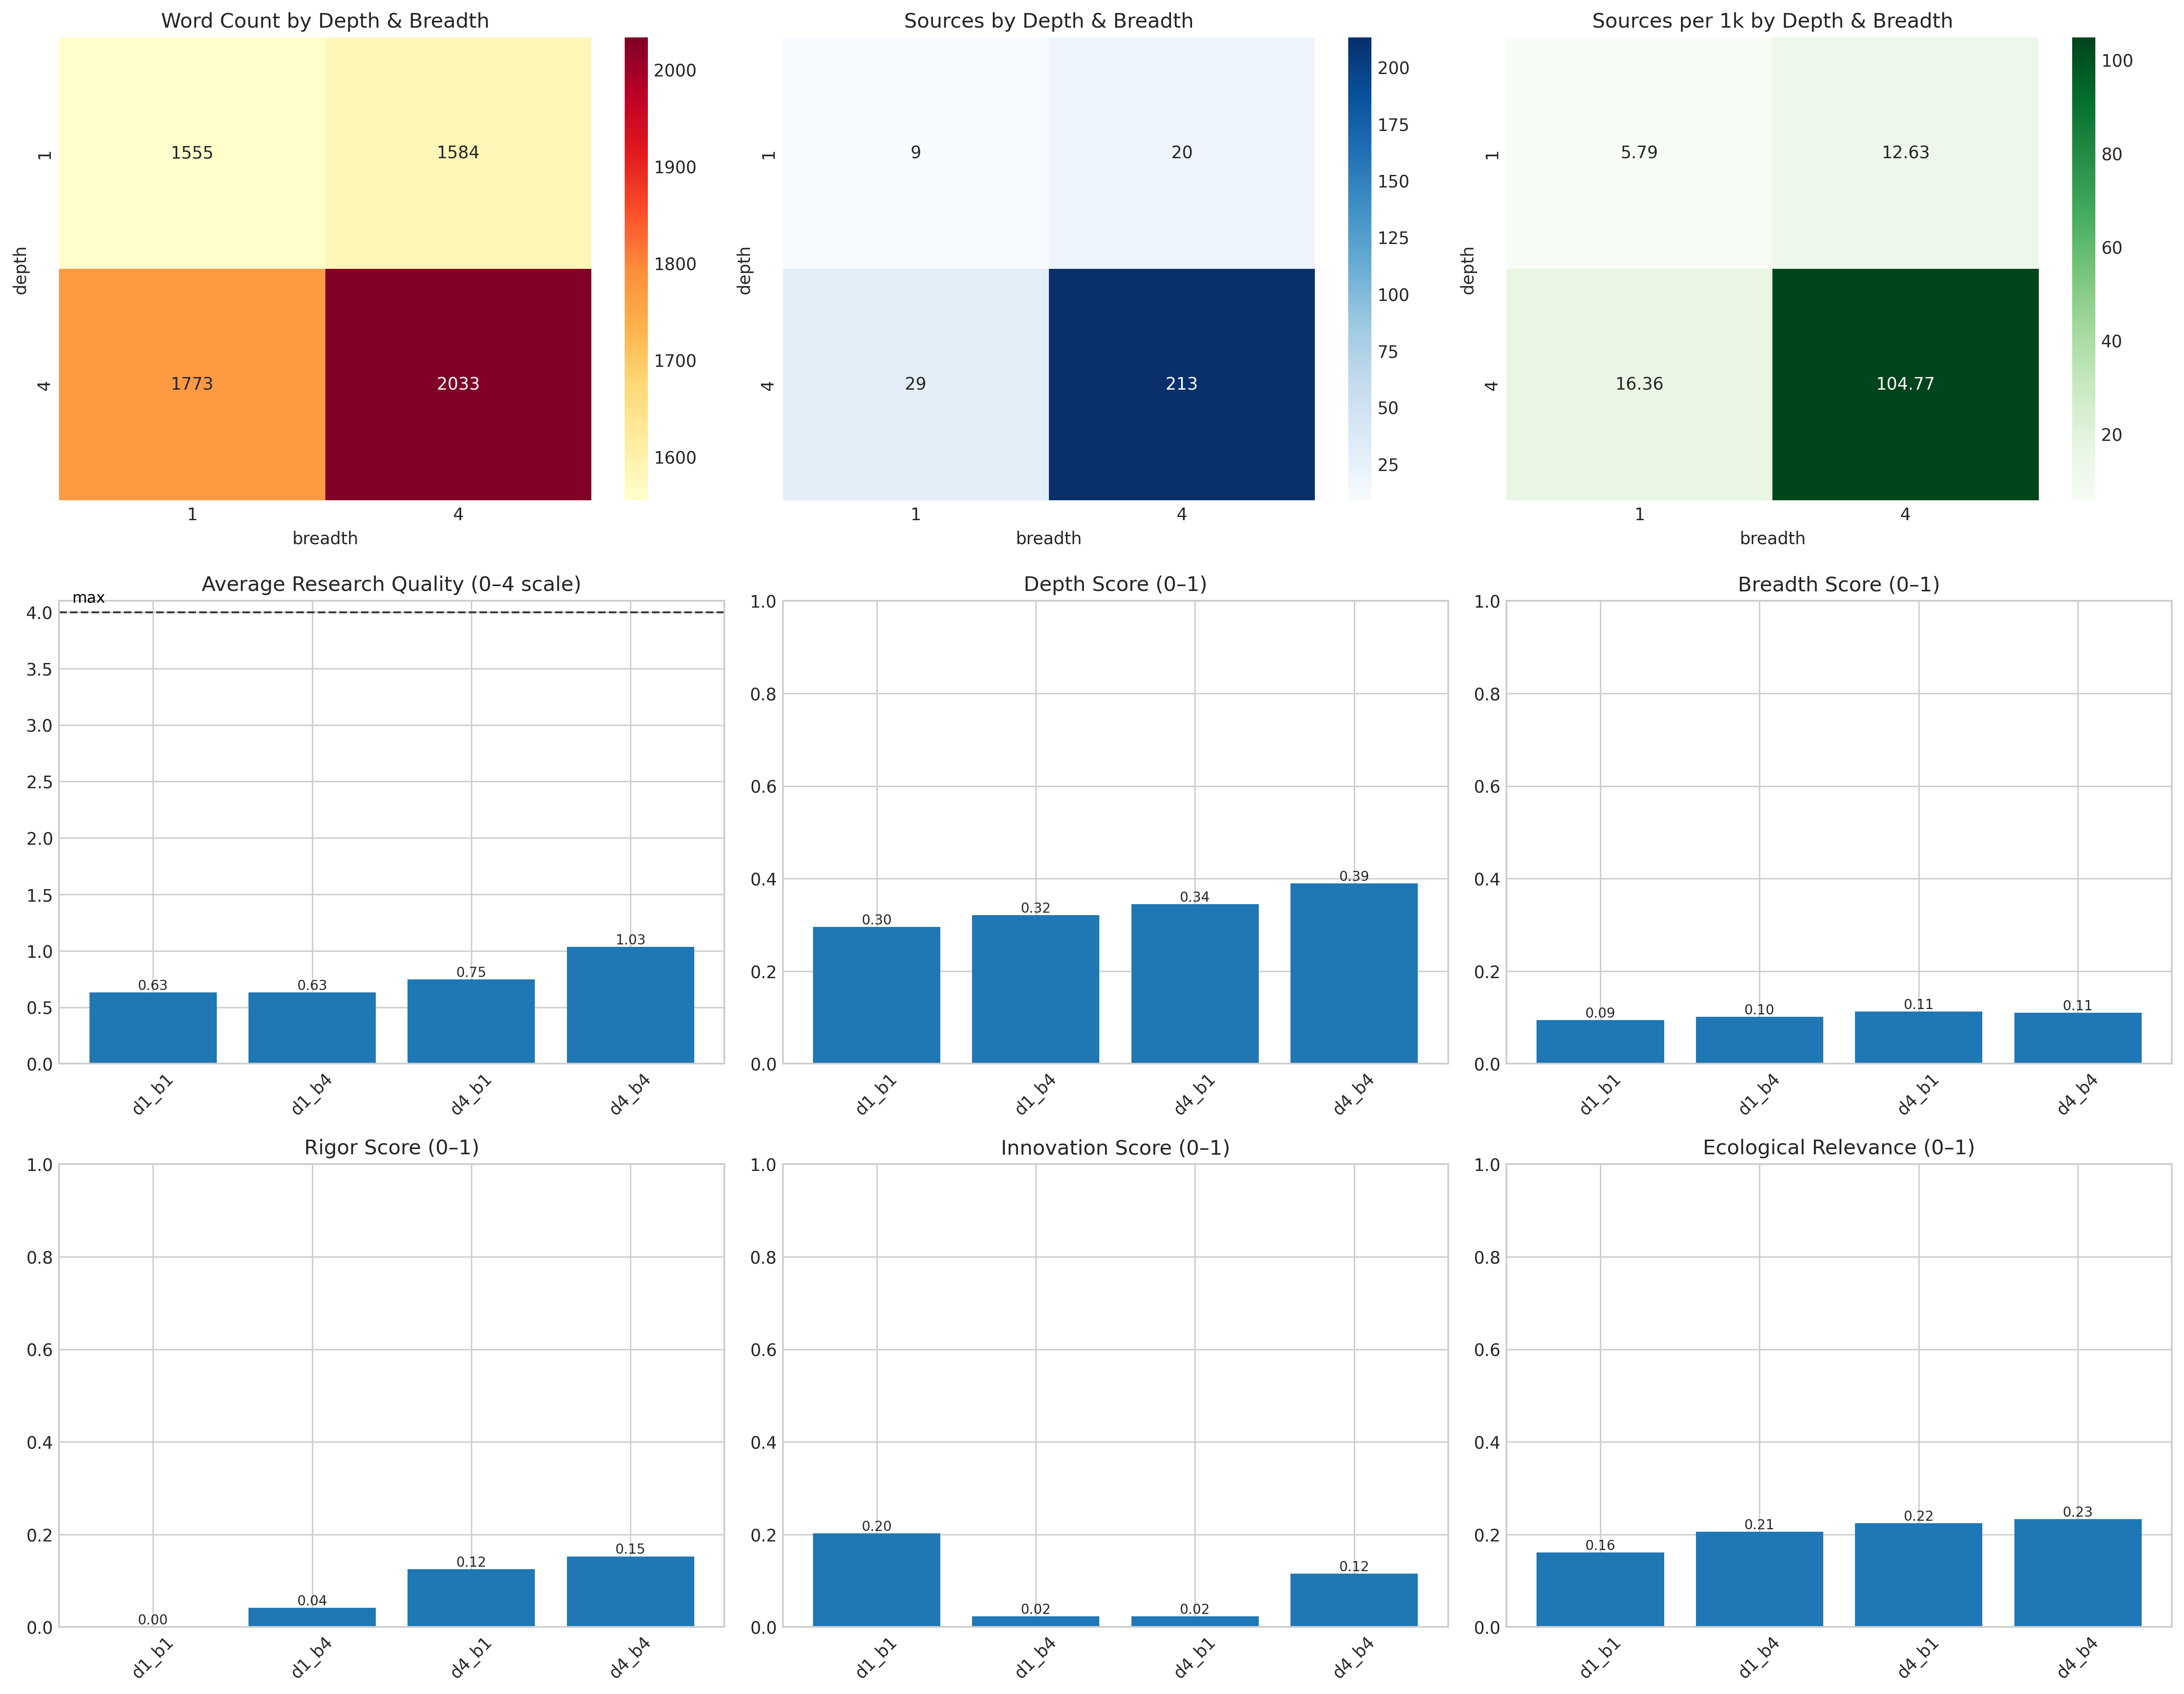 Word Count by Depth & Breadth
1555
1584
1773
2033
1
4
depth
1
4
breadth
2000
1900
1800
1700
1600
Sources by Depth & Breadth
9
20
29
213
1
4
depth
1
4
breadth
200
175
150
125
100
75
50
25
Sources per 1k by Depth & Breadth
5.79
12.63
16.36
104.77
1
4
depth
1
4
breadth
100
80
60
40
20
Average Research Quality (0–4 scale)
max
4.0
3.5
3.0
2.5
2.0
1.5
1.0
0.5
0.0
0.63
0.63
0.75
1.03
d1_b1
d1_b4
d4_b1
d4_b4
Depth Score (0–1)
1.0
0.8
0.6
0.4
0.2
0.0
0.30
0.32
0.34
0.39
d1_b1
d1_b4
d4_b1
d4_b4
Breadth Score (0–1)
1.0
0.8
0.6
0.4
0.2
0.0
0.09
0.10
0.11
0.11
d1_b1
d1_b4
d4_b1
d4_b4
Rigor Score (0–1)
1.0
0.8
0.6
0.4
0.2
0.0
0.00
0.04
0.12
0.15
d1_b1
d1_b4
d4_b1
d4_b4
Innovation Score (0–1)
1.0
0.8
0.6
0.4
0.2
0.0
0.20
0.02
0.02
0.12
d1_b1
d1_b4
d4_b1
d4_b4
Ecological Relevance (0–1)
1.0
0.8
0.6
0.4
0.2
0.0
0.16
0.21
0.22
0.23
d1_b1
d1_b4
d4_b1
d4_b4